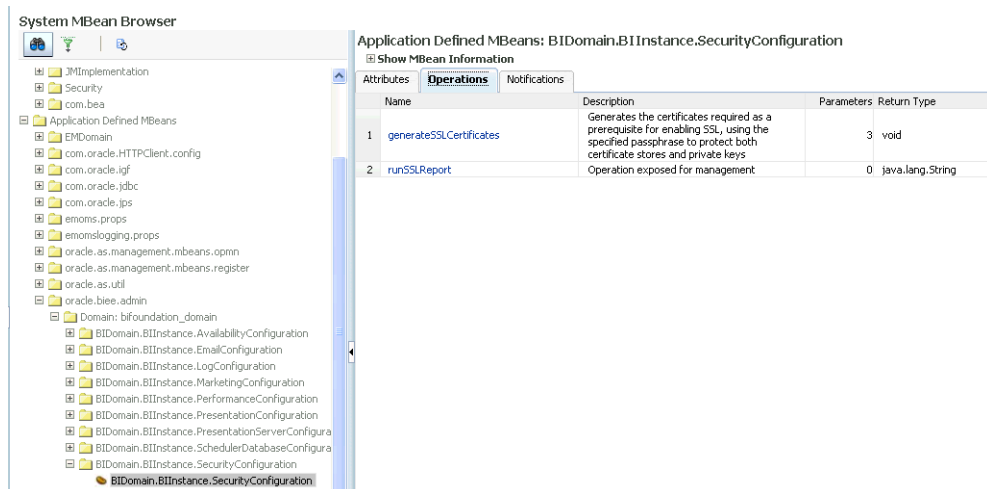 System MBean Browser
JMImplementation
Security
com.bea
Application Defined MBeans
EMDomain
com.oracle.HTTPClient.config
com.oracle.igf
com.oracle.jdbc
com.oracle.jps
emoms.props
emomslogging.props
oracle.as.management.mbeans.opmn
oracle.as.management.mbeans.register
oracle.as.util
oracle.biee.admin
Domain: bifoundation_domain
BIDomain.BIInstance.AvailabilityConfiguration
BIDomain.BIInstance.EmailConfiguration
BIDomain.BIInstance.LogConfiguration
BIDomain.BIInstance.MarketingConfiguration
BIDomain.BIInstance.PerformanceConfiguration
BIDomain.BIInstance.PresentationConfiguration
BIDomain.BIInstance.PresentationServerConfigura
BIDomain.BIInstance.SchedulerDatabaseConfigura
BIDomain.BIInstance.SecurityConfiguration
BIDomain.BIInstance.SecurityConfiguration
Application Defined MBeans: BIDomain.BIInstance.SecurityConfiguration
Show MBean Information
Attributes Operations Notifications
Name Description Parameters Return Type
1 generateSSLCertificates Generates the certificates required as a
prerequisite for enabling SSL, using the
specified passphrase to protect both
certificate stores and private keys 3 void
2 runSSLReport Operation exposed for management 0 java.lang.String